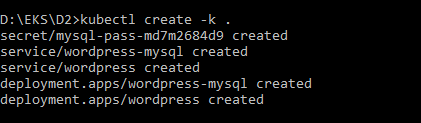 D:\EKS\D2>kubectl create -k .
secret/mysql-pass-md7m2684d9 created
service/wordpress-mysql created
service/wordpress created
deployment.apps/wordpress-mysql created
deployment.apps/wordpress created